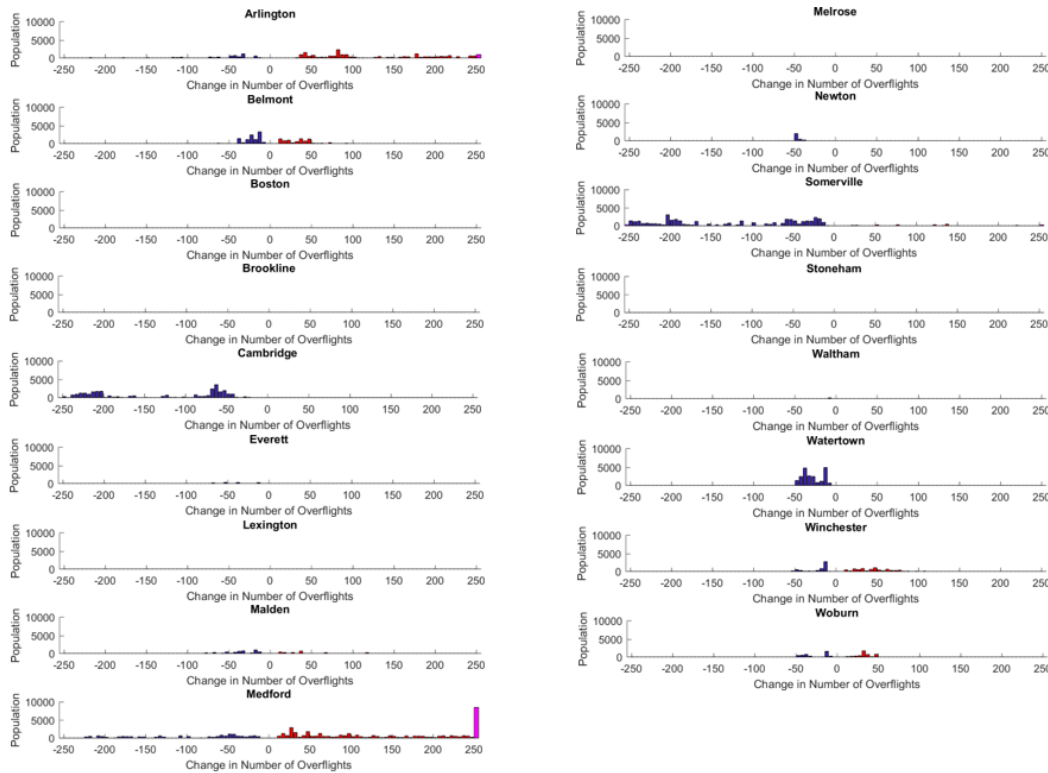 Arlington
Population
10000
5000
0
-250 -200 -150 -100 -50 0 50 100 150 200 250
Change in Number of Overflights
Belmont
Population
10000
5000
0
-250 -200 -150 -100 -50 0 50 100 150 200 250
Change in Number of Overflights
Boston
Population
10000
5000
0
-250 -200 -150 -100 -50 0 50 100 150 200 250
Change in Number of Overflights
Brookline
Population
10000
5000
0
-250 -200 -150 -100 -50 0 50 100 150 200 250
Change in Number of Overflights
Cambridge
Population
10000
5000
0
-250 -200 -150 -100 -50 0 50 100 150 200 250
Change in Number of Overflights
Everett
Population
10000
5000
0
-250 -200 -150 -100 -50 0 50 100 150 200 250
Change in Number of Overflights
Lexington
Population
10000
5000
0
-250 -200 -150 -100 -50 0 50 100 150 200 250
Change in Number of Overflights
Malden
Population
10000
5000
0
-250 -200 -150 -100 -50 0 50 100 150 200 250
Change in Number of Overflights
Medford
Population
10000
5000
0
-250 -200 -150 -100 -50 0 50 100 150 200 250
Change in Number of Overflights
Melrose
Population
10000
5000
0
-250 -200 -150 -100 -50 0 50 100 150 200 250
Change in Number of Overflights
Newton
Population
10000
5000
0
-250 -200 -150 -100 -50 0 50 100 150 200 250
Change in Number of Overflights
Somerville
Population
10000
5000
0
-250 -200 -150 -100 -50 0 50 100 150 200 250
Change in Number of Overflights
Stoneham
Population
10000
5000
0
-250 -200 -150 -100 -50 0 50 100 150 200 250
Change in Number of Overflights
Waltham
Population
10000
5000
0
-250 -200 -150 -100 -50 0 50 100 150 200 250
Change in Number of Overflights
Watertown
Population
10000
5000
0
-250 -200 -150 -100 -50 0 50 100 150 200 250
Change in Number of Overflights
Winchester
Population
10000
5000
0
-250 -200 -150 -100 -50 0 50 100 150 200 250
Change in Number of Overflights
Woburn
Population
10000
5000
0
-250 -200 -150 -100 -50 0 50 100 150 200 250
Change in Number of Overflights